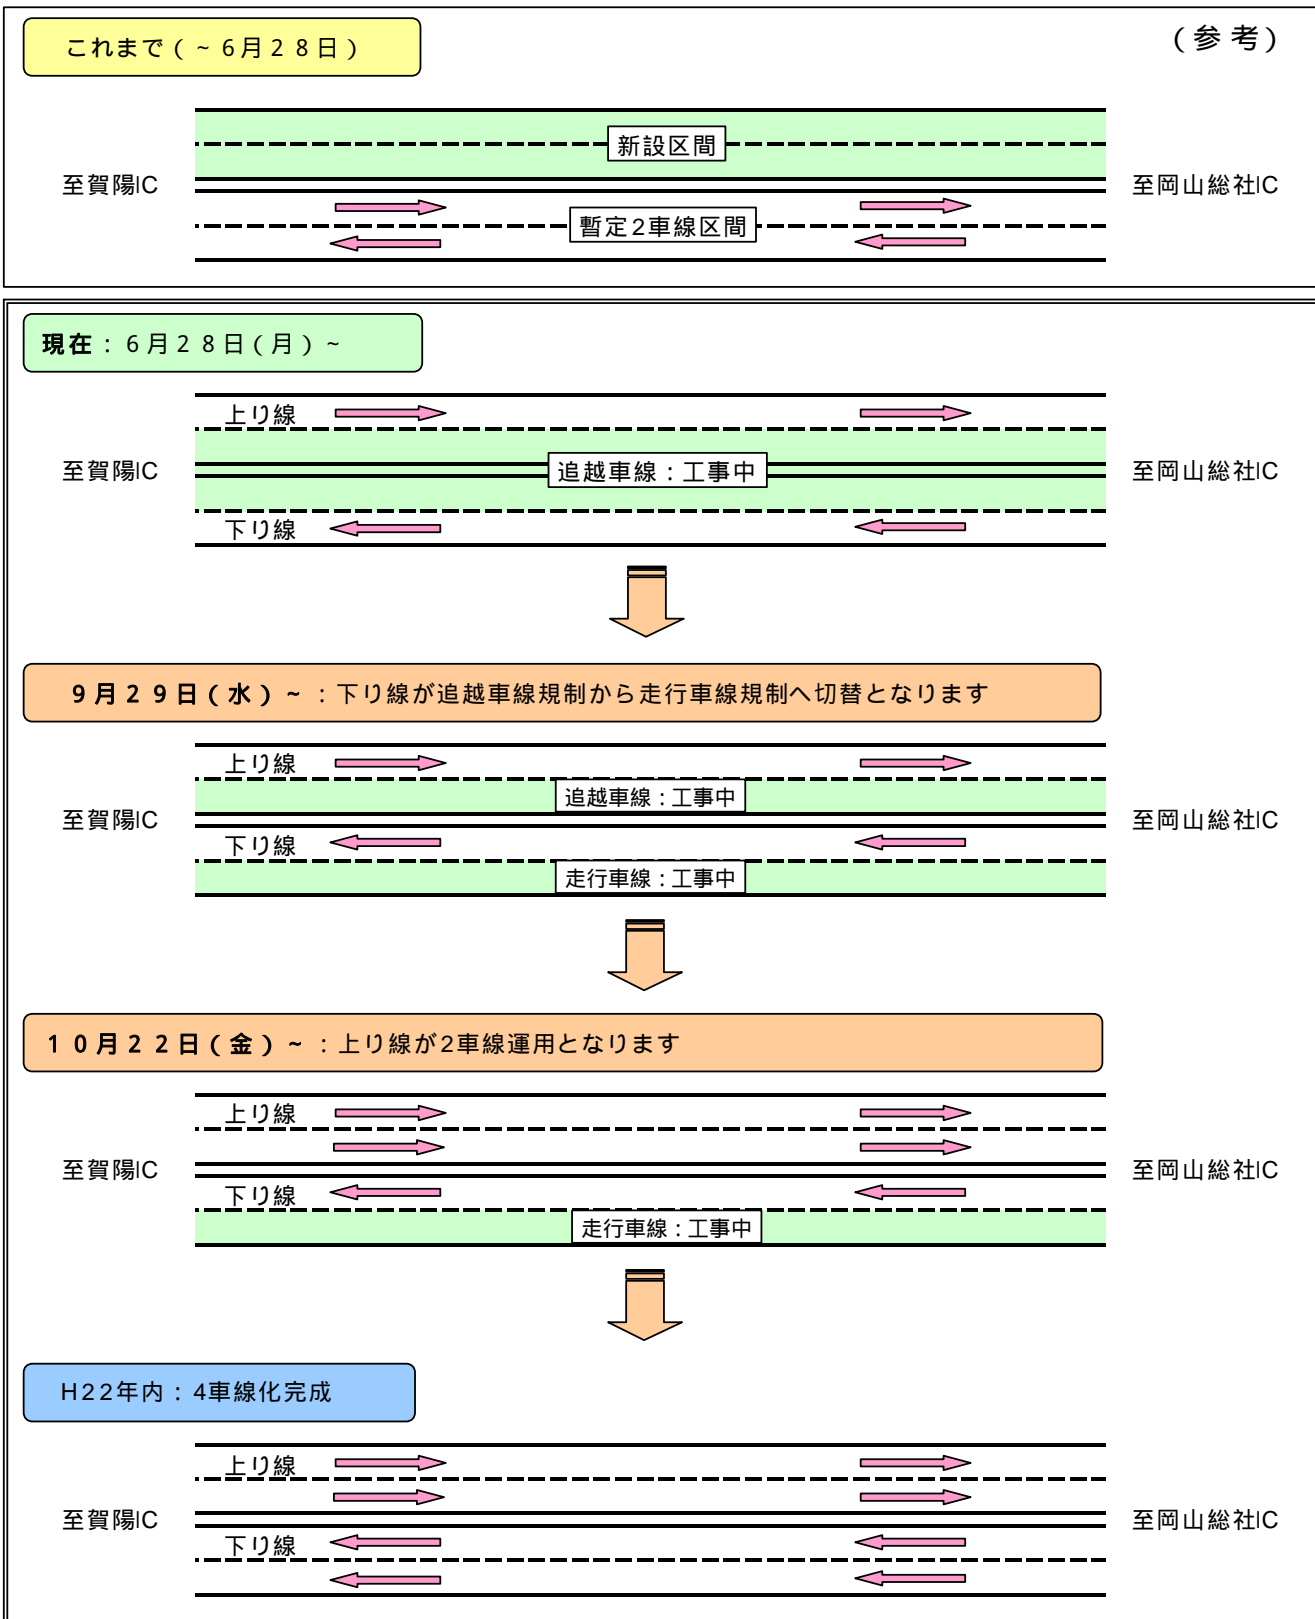 これまで(~6月28日)
(参考)
新設区間
至賀陽IC
至岡山総社IC
暫定2車線区間
現在:6月28日(月)~
上り線
至賀陽IC
追越車線:工事中
至岡山総社IC
下り線
9月29日(水)~:下り線が追越車線規制から走行車線規制へ切替となります
上り線
追越車線:工事中
至賀陽IC
至岡山総社IC
下り線
走行車線:工事中
10月22日(金)~:上り線が2車線運用となります
上り線
至賀陽IC
至岡山総社IC
下り線
走行車線:工事中
H22年内:4車線化完成
上り線
至賀陽IC
至岡山総社IC
下り線